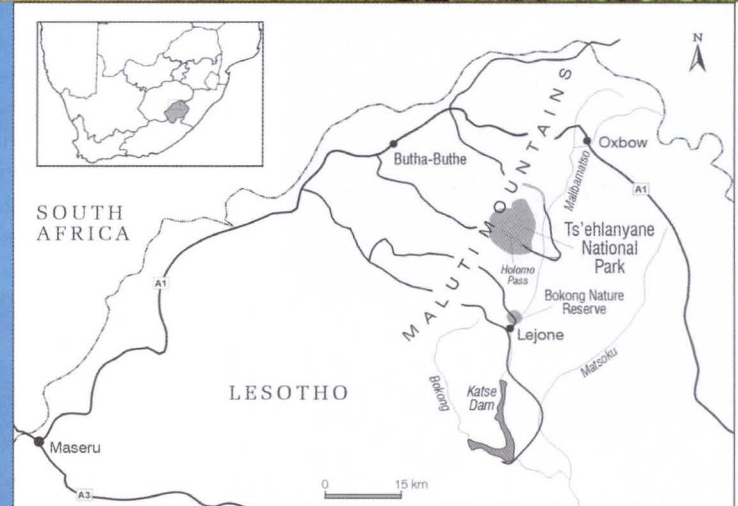 N
MALUTI MOUNTAINS
Oxbow
Butha-Buthe
Malibamatso
A1
SOUTH
AFRICA
Ts'ehlanyane
National
Park
Holomo
Pass
A1
Bokong Nature
Reserve
Lejone
Matsoku
LESOTHO
Bokong
Katse
Dam
Maseru
0 15 km
A3